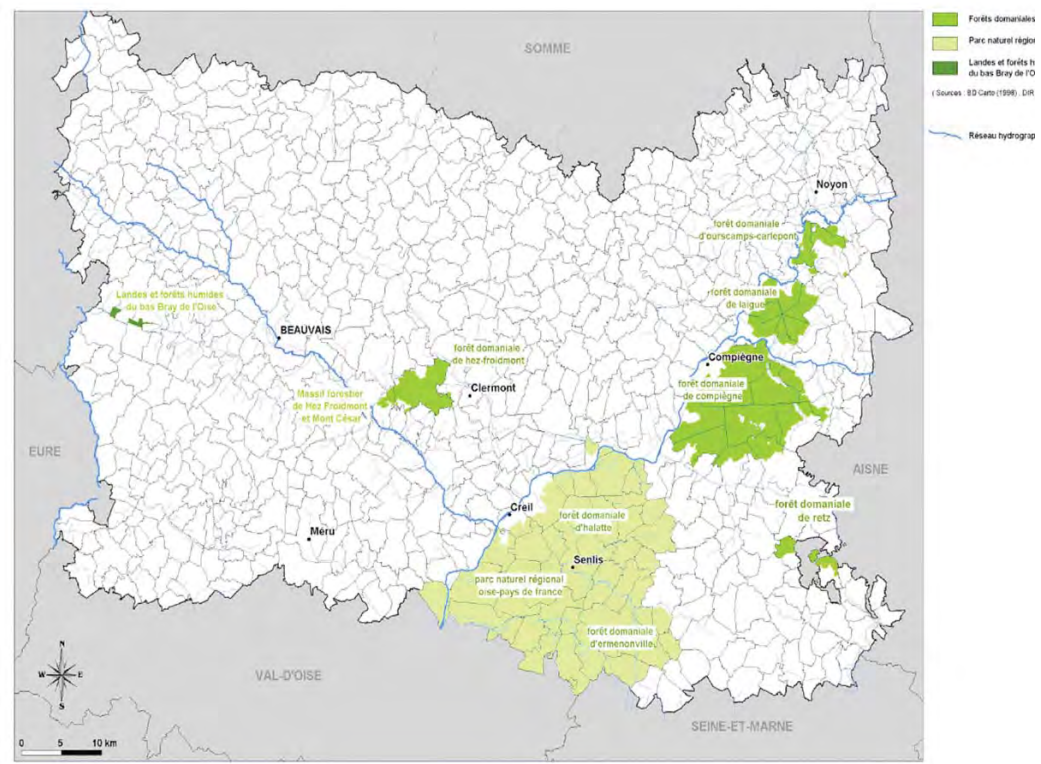 SOMME
Forêts domaniales
Parc naturel région
Landes et forêts h
du bas Bray de l'O
( Sources : BD Carto (1998) , DIR
Réseau hydrograp
Noyon
forêt domaniale
d'ourscamps-carlepont
forêt domaniale
de laigue
Landes et forêts humides
du bas Bray de l'Oise
BEAUVAIS
forêt domaniale
de hez-froidmont
Compiègne
forêt domaniale
de compiègne
Clermont
Massif forestier
de Hez Froidmont
et Mont César
EURE
AISNE
forêt domaniale
de retz
Creil
forêt domaniale
d'halatte
Méru
Senlis
parc naturel régional
oise-pays de france
forêt domaniale
d'ermenonville
N
W
E
S
VAL-D'OISE
SEINE-ET-MARNE
0 5 10 km